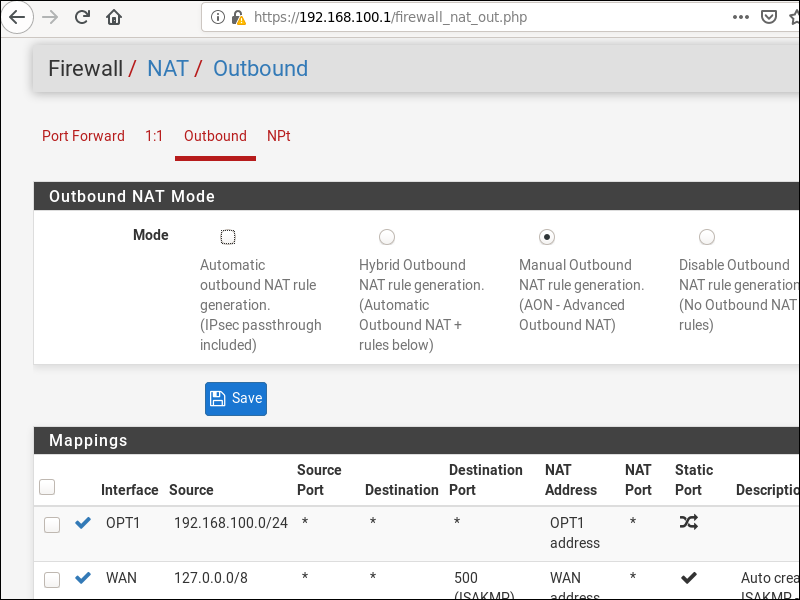 https://192.168.100.1/firewall_nat_out.php
Firewall / NAT / Outbound
Port Forward 1:1 Outbound NPt
Outbound NAT Mode
Mode
Automatic
outbound NAT rule
generation.
(IPsec passthrough
included)
Hybrid Outbound
NAT rule generation.
(Automatic
Outbound NAT +
rules below)
Manual Outbound
NAT rule generation.
(AON - Advanced
Outbound NAT)
Disable Outbound
NAT rule generation
(No Outbound NAT
rules)
Save
Mappings
Interface Source Source Port Destination Destination Port NAT Address NAT Port Static Port Descriptio
OPT1 192.168.100.0/24 * * * OPT1 address *
WAN 127.0.0.0/8 * * 500 (ISAKMP) WAN address * Auto crea ISAKMP -